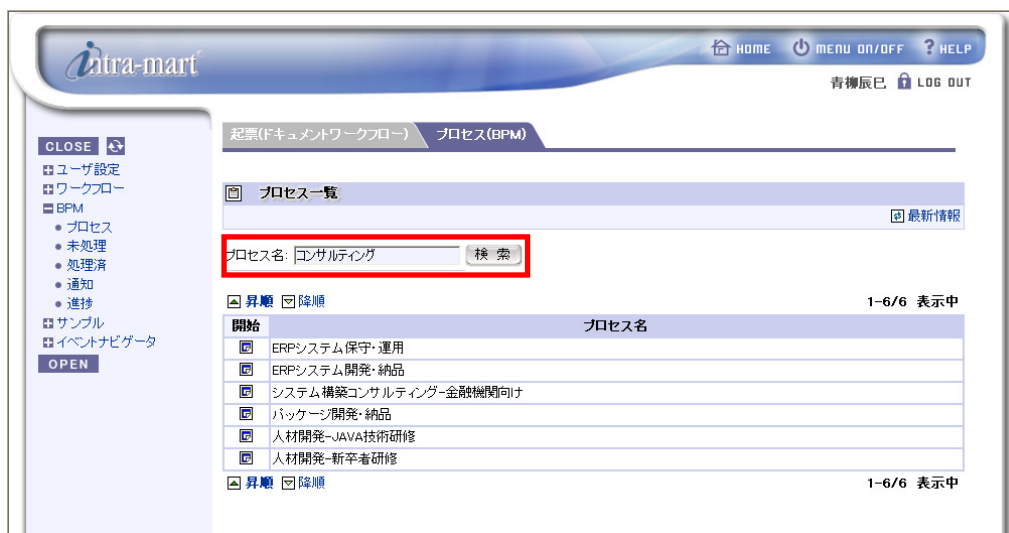 intra-mart
HOME MENU ON/OFF ? HELP
青柳辰巳 LOG OUT
起票(ドキュメントワークフロー) プロセス(BPM)
CLOSE
ユーザ設定
ワークフロー
BPM
プロセス
未処理
処理済
通知
進捗
サンプル
イベントナビゲータ
OPEN
プロセス一覧
最新情報
プロセス名: コンサルティング 検 索
昇順 降順 1-6/6 表示中
開始 プロセス名
ERPシステム保守・運用
ERPシステム開発・納品
システム構築コンサルティング-金融機関向け
パッケージ開発・納品
人材開発-JAVA技術研修
人材開発-新卒者研修
昇順 降順 1-6/6 表示中